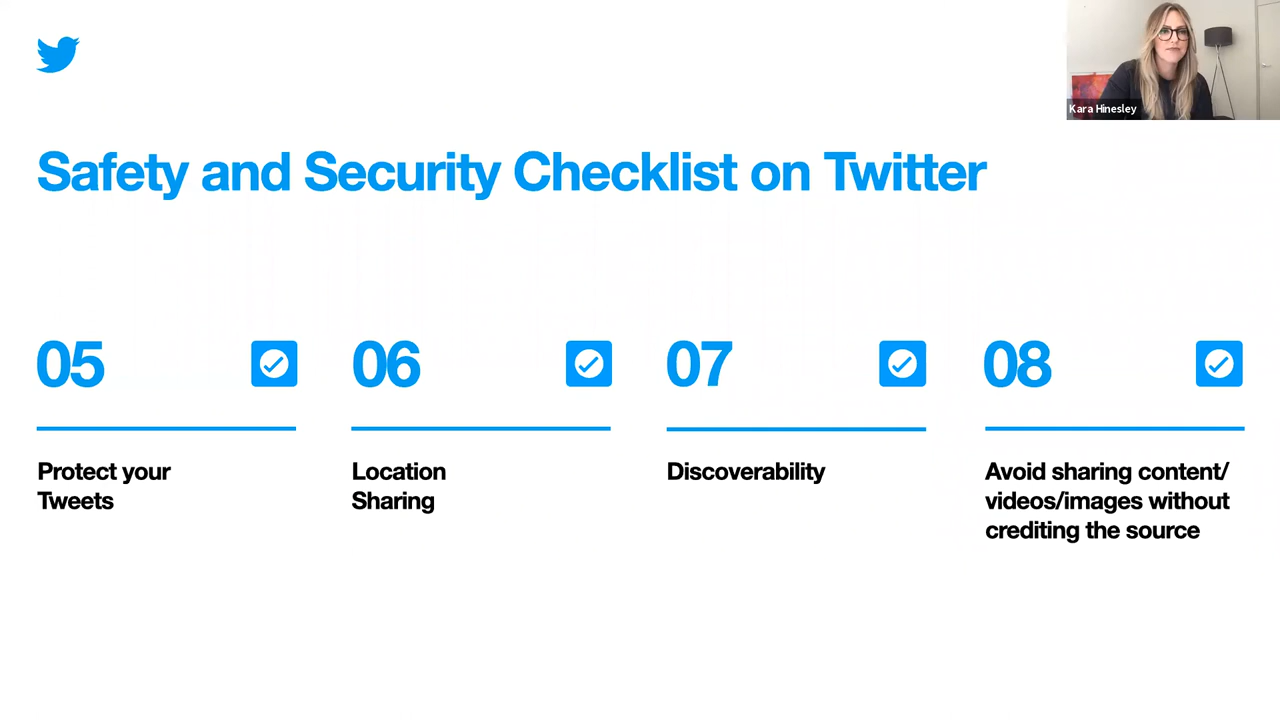 Kara Hinesley
Safety and Security Checklist on Twitter
05
Protect your
Tweets
06
Location
Sharing
07
Discoverability
08
Avoid sharing content/
videos/images without
crediting the source